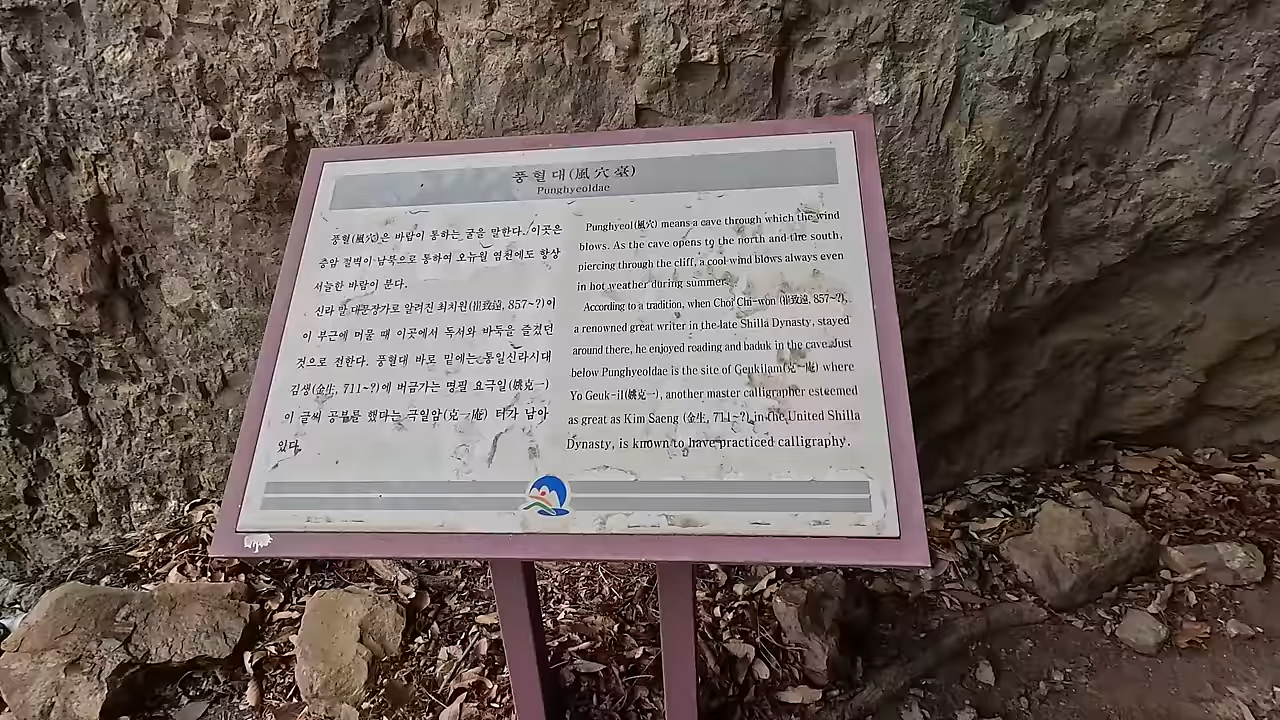 풍혈대(風穴臺)
Punghyeoldae
풍혈(風穴)은 바람이 통하는 굴을 말한다. 이곳은
층암 절벽이 남북으로 통하여 오뉴월 염천에도 항상
서늘한 바람이 분다.
신라 말 대문장가로 알려진 최치원(崔致遠, 857~?)이
이 부근에 머물 때 이곳에서 독서와 바둑을 즐겼던
것으로 전한다. 풍혈대 바로 밑에는 통일신라시대
김생(金生, 711~?)에 버금가는 명필 요극일(姚克一)
이 글씨 공부를 했다는 극일암(克一庵) 터가 남아
있다.
Punghyeol(風穴) means a cave through which the wind
blows. As the cave opens to the north and the south,
piercing through the cliff, a cool wind blows always even
in hot weather during summer.
According to a tradition, when Choi Chi-won (崔致遠, 857~?),
a renowned great writer in the late Shilla Dynasty, stayed
around there, he enjoyed reading and baduk in the cave. Just
below Punghyeoldae is the site of Geukilam(克一庵) where
Yo Geuk-il(姚克一), another master calligrapher esteemed
as great as Kim Saeng (金生, 711~?) in the United Shilla
Dynasty, is known to have practiced calligraphy.